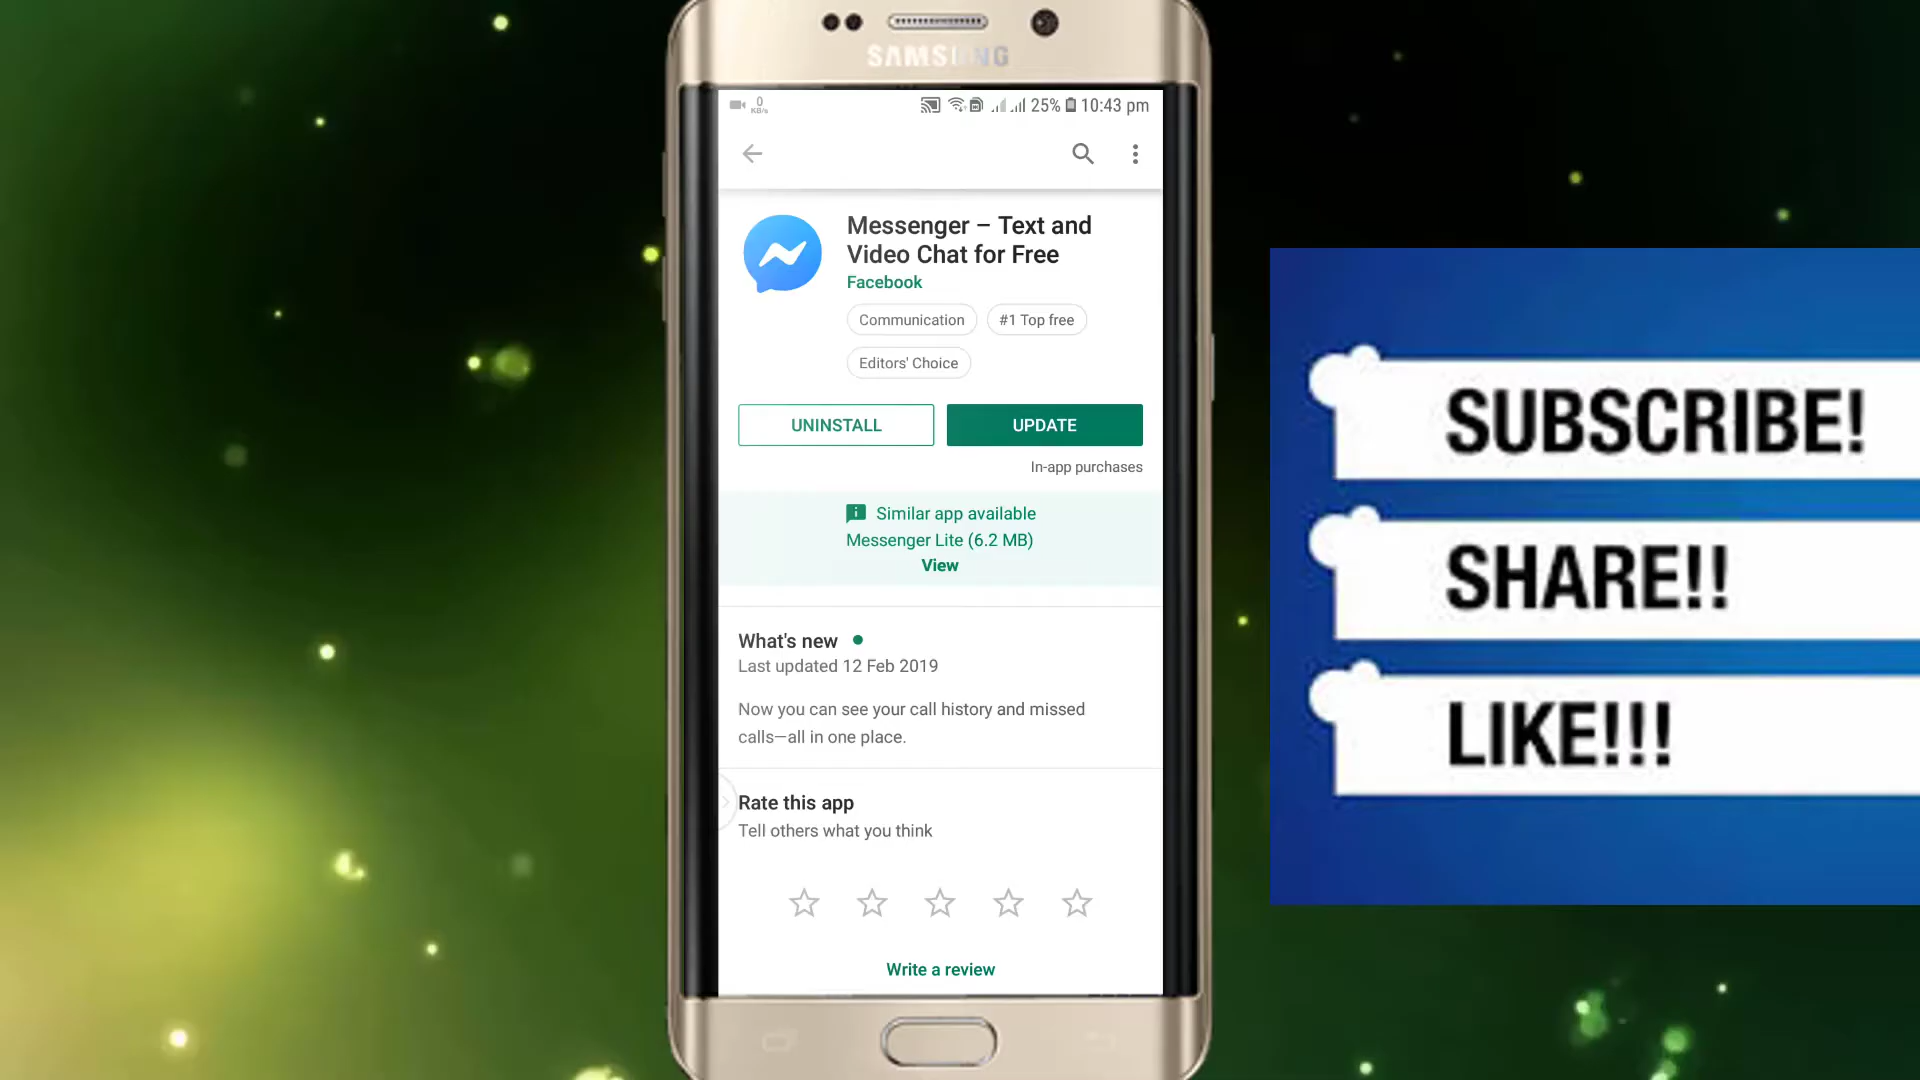 SAMSUNG
0
KB/s
25% 10:43 pm
Messenger – Text and
Video Chat for Free
Facebook
Communication
#1 Top free
Editors' Choice
UNINSTALL
UPDATE
In-app purchases
Similar app available
Messenger Lite (6.2 MB)
View
What's new
Last updated 12 Feb 2019
Now you can see your call history and missed
calls—all in one place.
Rate this app
Tell others what you think
Write a review
SUBSCRIBE!
SHARE!!
LIKE!!!